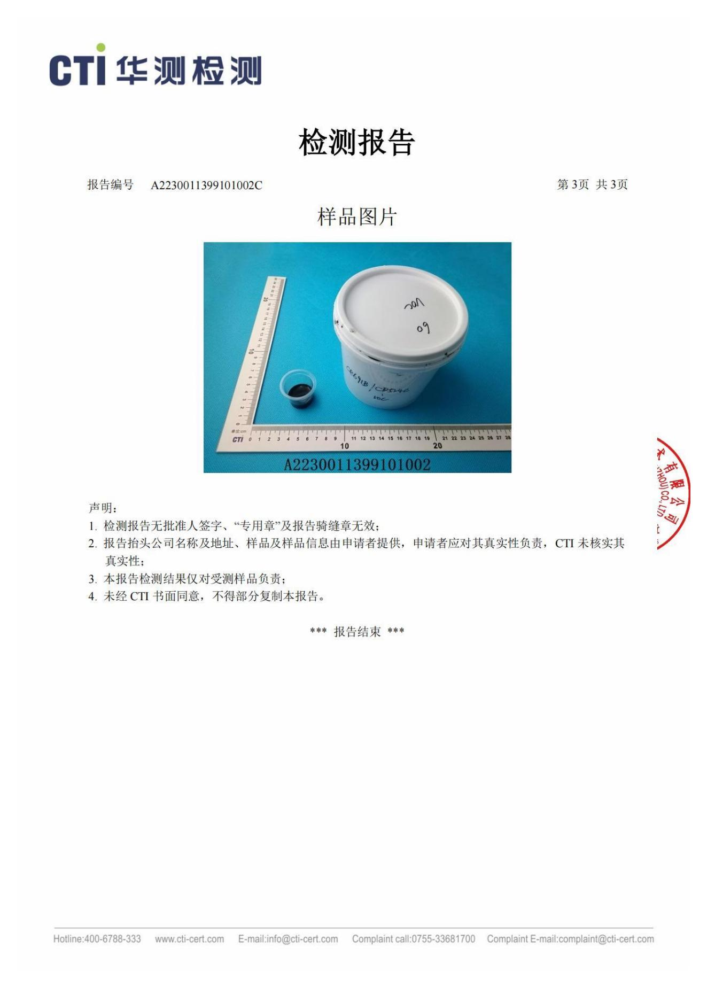 CTI 华测检测
检测报告
报告编号 A2230011399101002C 第 3页 共 3页
样品图片
VOC
60
voc
单位:cm
CTI 0 1 2 3 4 5 6 7 8 9 11 12 13 14 15 16 17 18 19 21 22 23 24 25 26 27 28
10 20
A2230011399101002
声明：
1. 检测报告无批准人签字、“专用章”及报告骑缝章无效；
2. 报告抬头公司名称及地址、样品及样品信息由申请者提供，申请者应对其真实性负责，CTI 未核实其
真实性；
3. 本报告检测结果仅对受测样品负责；
4. 未经 CTI 书面同意，不得部分复制本报告。
*** 报告结束 ***
有限公司
ZHOU)CO.,LTD
Hotline:400-6788-333 www.cti-cert.com E-mail:info@cti-cert.com Complaint call:0755-33681700 Complaint E-mail:complaint@cti-cert.com